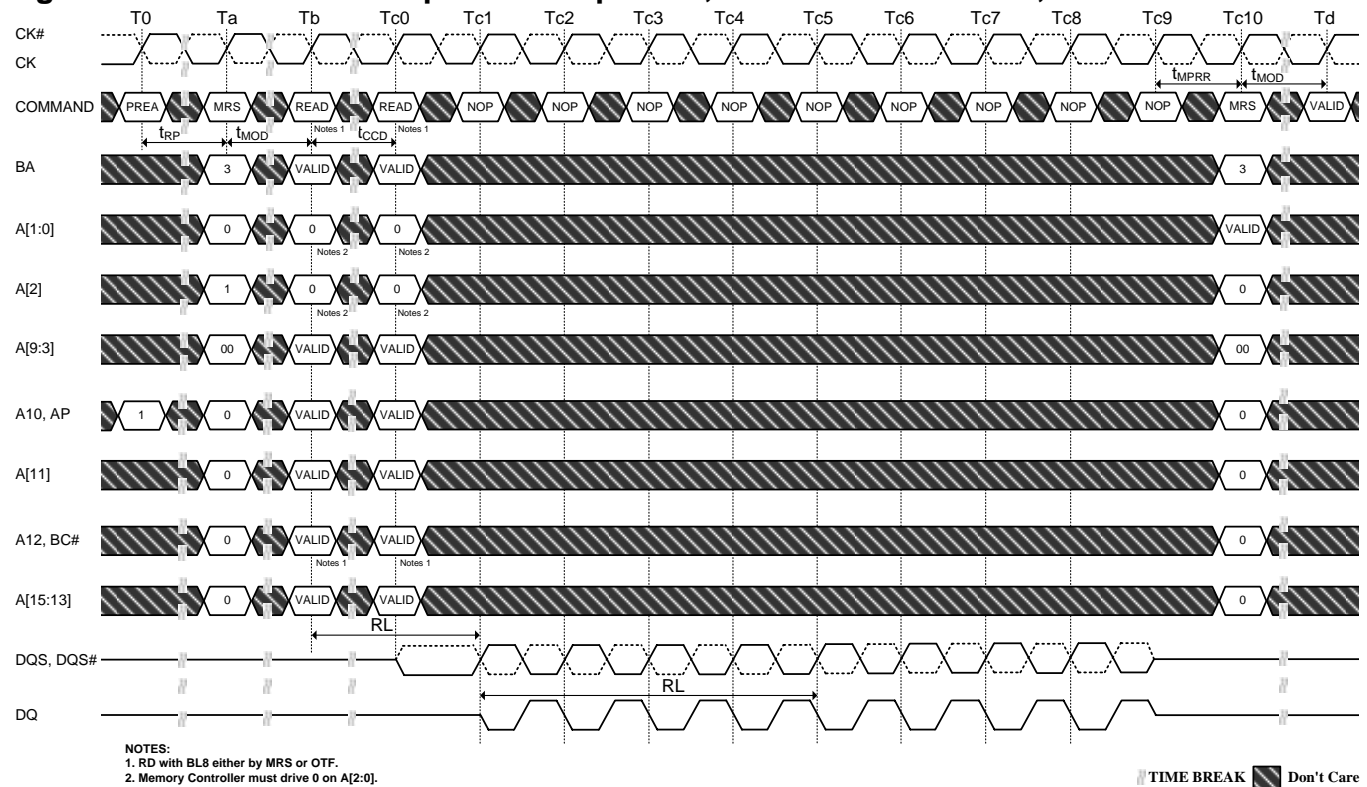 T0 Ta Tb Tc0 Tc1 Tc2 Tc3 Tc4 Tc5 Tc6 Tc7 Tc8 Tc9 Tc10 Td
CK#
CK
tMPRR tMOD
COMMAND PREA MRS READ READ NOP NOP NOP NOP NOP NOP NOP NOP NOP MRS VALID
Notes 1 Notes 1
tRP tMOD tCCD
BA 3 VALID VALID 3
A[1:0] 0 0 0 VALID
Notes 2 Notes 2
A[2] 1 0 0 0
Notes 2 Notes 2
A[9:3] 00 VALID VALID 00
A10, AP 1 0 VALID VALID 0
A[11] 0 VALID VALID 0
A12, BC# 0 VALID VALID 0
Notes 1 Notes 1
A[15:13] 0 VALID VALID 0
RL
DQS, DQS#
RL
DQ
NOTES:
1. RD with BL8 either by MRS or OTF.
2. Memory Controller must drive 0 on A[2:0].
TIME BREAK Don't Care